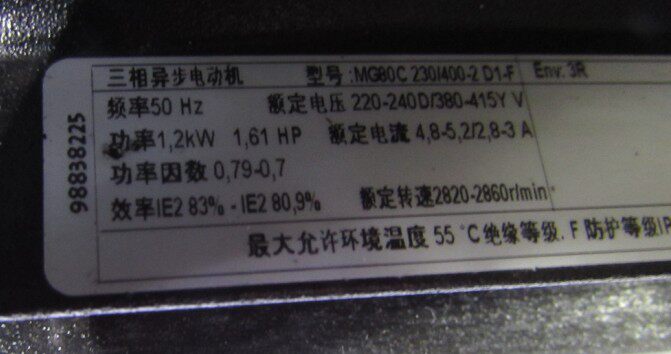 三相异步电动机 型号:MG80C 230/400-2 D1-F Env. 3R
频率50 Hz 额定电压 220-240D/380-415Y V
功率1,2kW 1,61 HP 额定电流 4,8-5,2/2,8-3 A
功率因数 0,79-0,7
效率IE2 83% - IE2 80,9% 额定转速2820-2860r/min
最大允许环境温度 55 °C 绝缘等级. F 防护等级IP
98838225